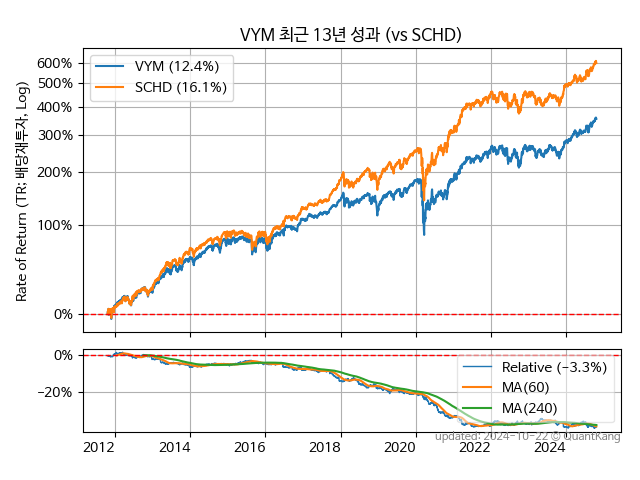 VYM 최근 13년 성과 (vs SCHD)
VYM (12.4%)
SCHD (16.1%)
Rate of Return (TR; 배당재투자, Log)
600%
500%
400%
300%
200%
100%
0%
0%
−20%
Relative (−3.3%)
MA(60)
MA(240)
updated: 2024-10-22 © QuantKang
2012 2014 2016 2018 2020 2022 2024